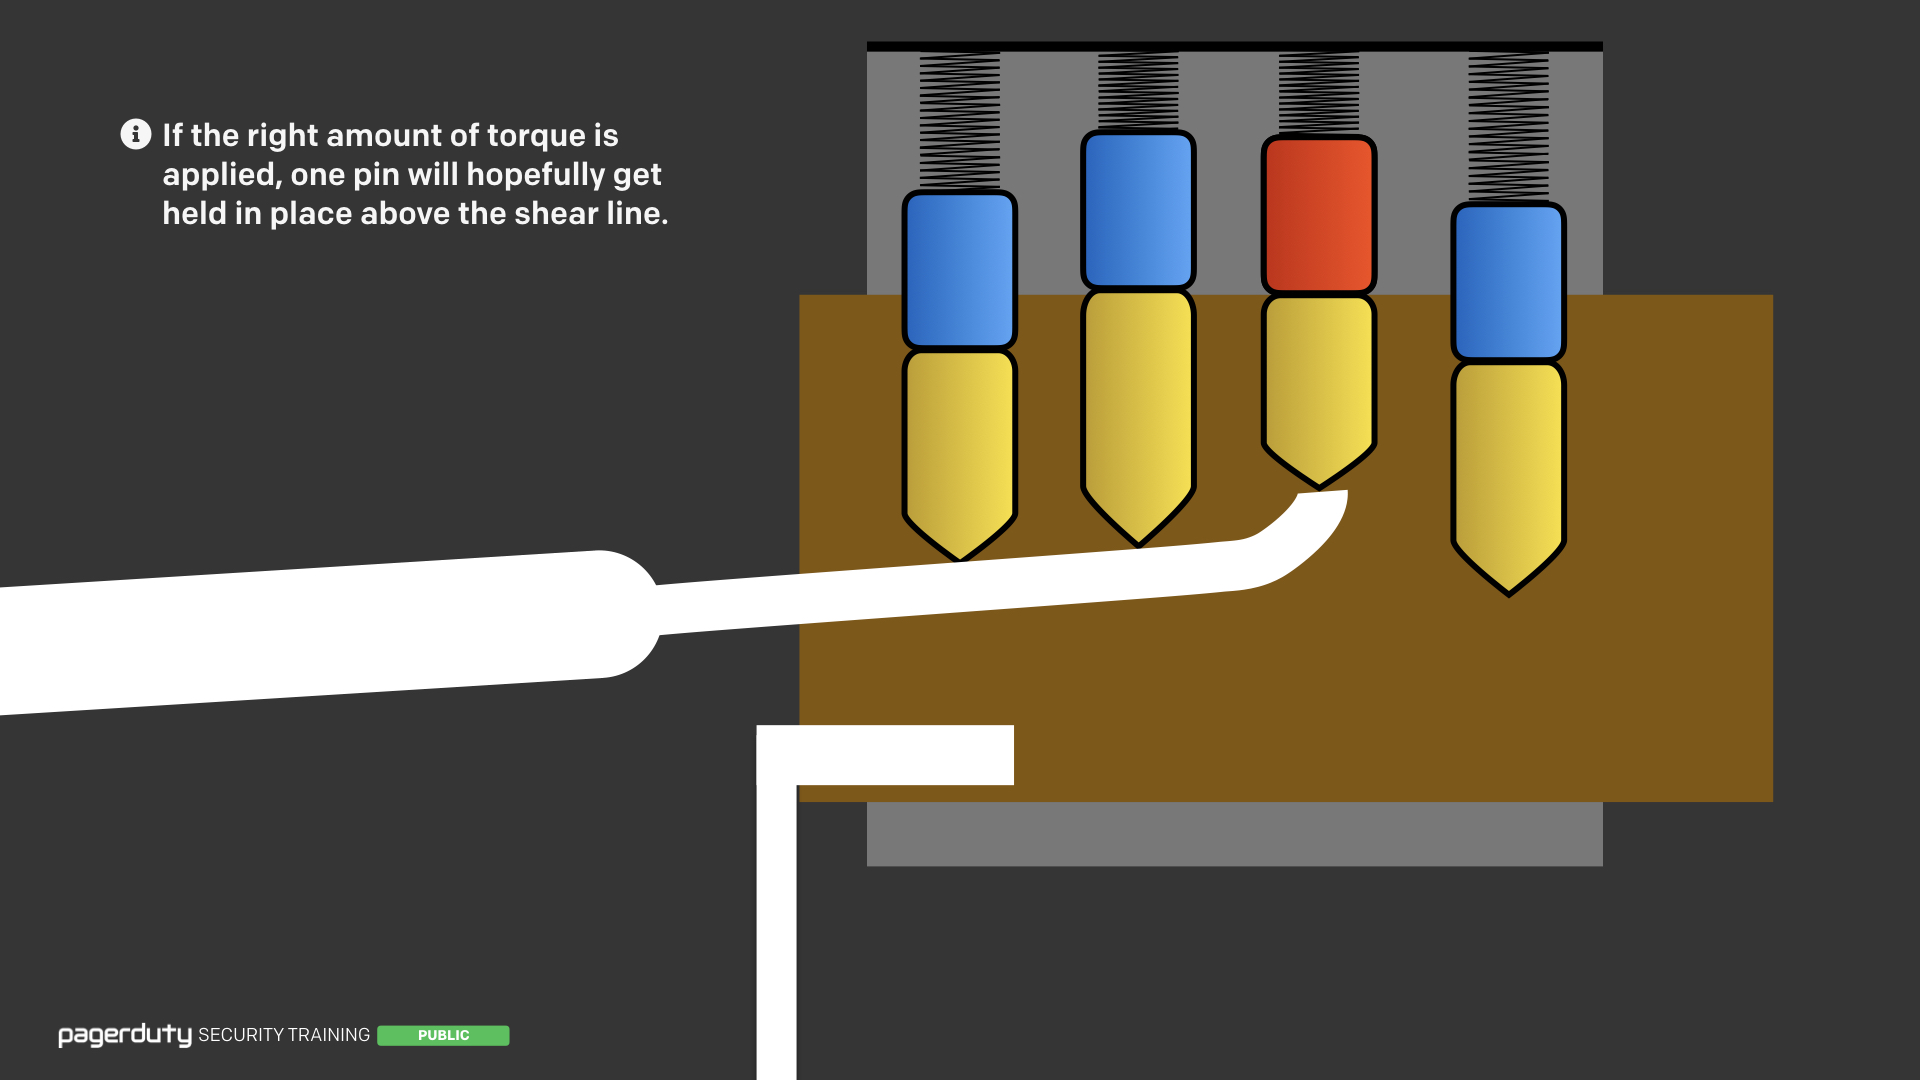 If the right amount of torque is
applied, one pin will hopefully get
held in place above the shear line.
pagerduty SECURITY TRAINING PUBLIC